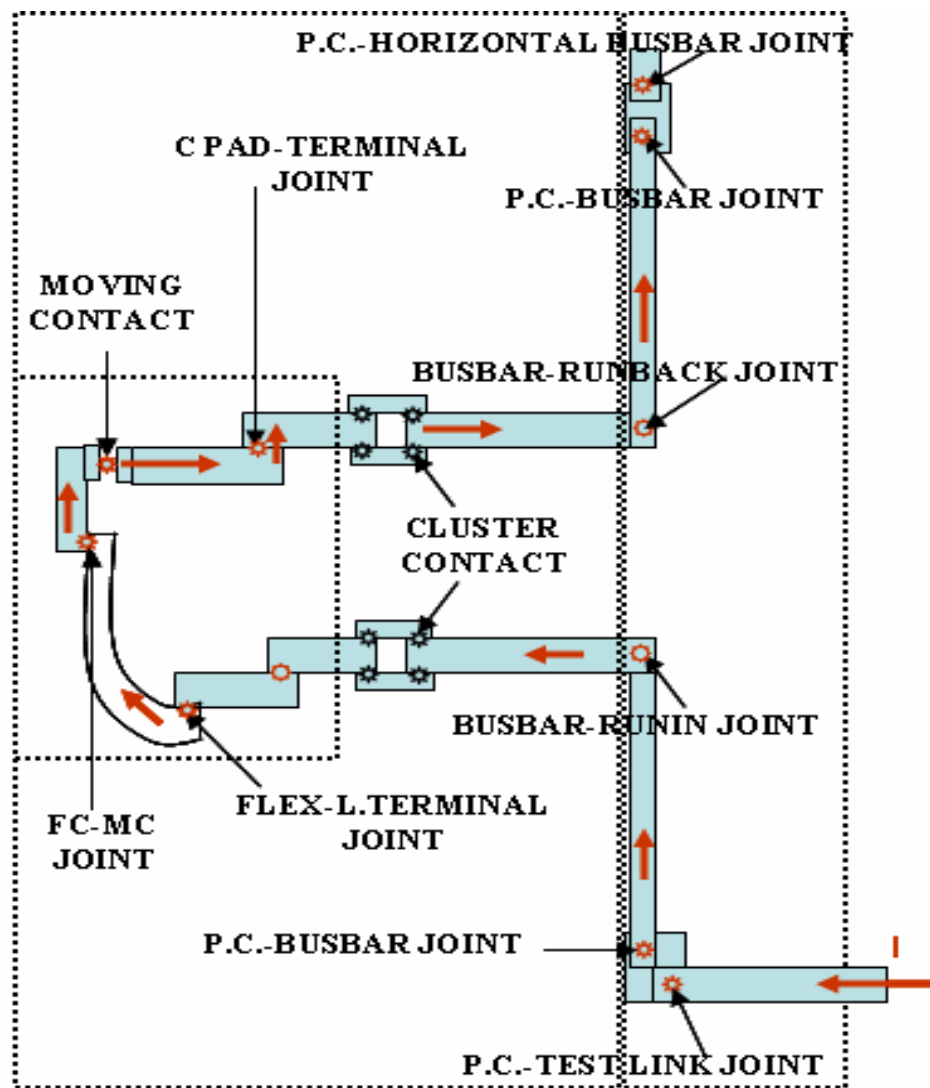 P.C.-HORIZONTAL BUSBAR JOINT
C PAD-TERMINAL
JOINT
P.C.-BUSBAR JOINT
MOVING
CONTACT
BUSBAR-RUNBACK JOINT
CLUSTER
CONTACT
BUSBAR-RUNIN JOINT
FLEX-L.TERMINAL
JOINT
FC-MC
JOINT
P.C.-BUSBAR JOINT
I
P.C.-TEST LINK JOINT